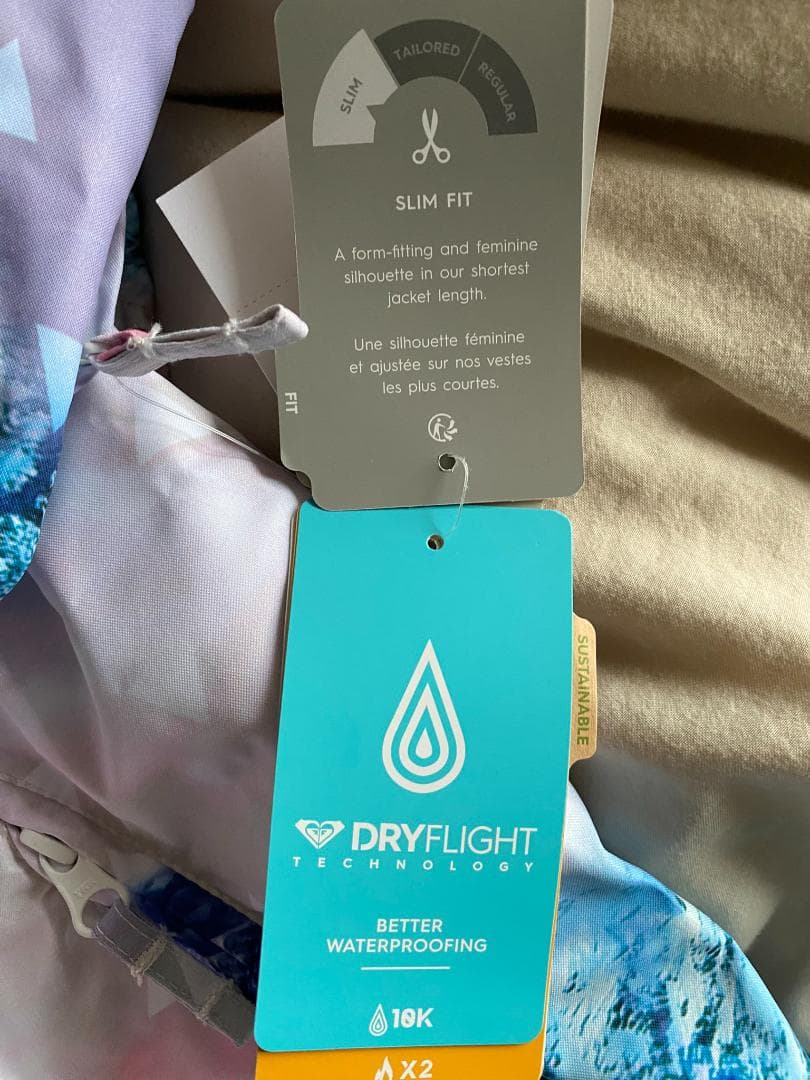 SLIM
TAILORED
REGULAR
SLIM FIT
A form-fitting and feminine
silhouette in our shortest
jacket length.
Une silhouette féminine
et ajustée sur nos vestes
les plus courtes.
FIT
SUSTAINABLE
DRYFLIGHT
TECHNOLOGY
BETTER
WATERPROOFING
10K
X2